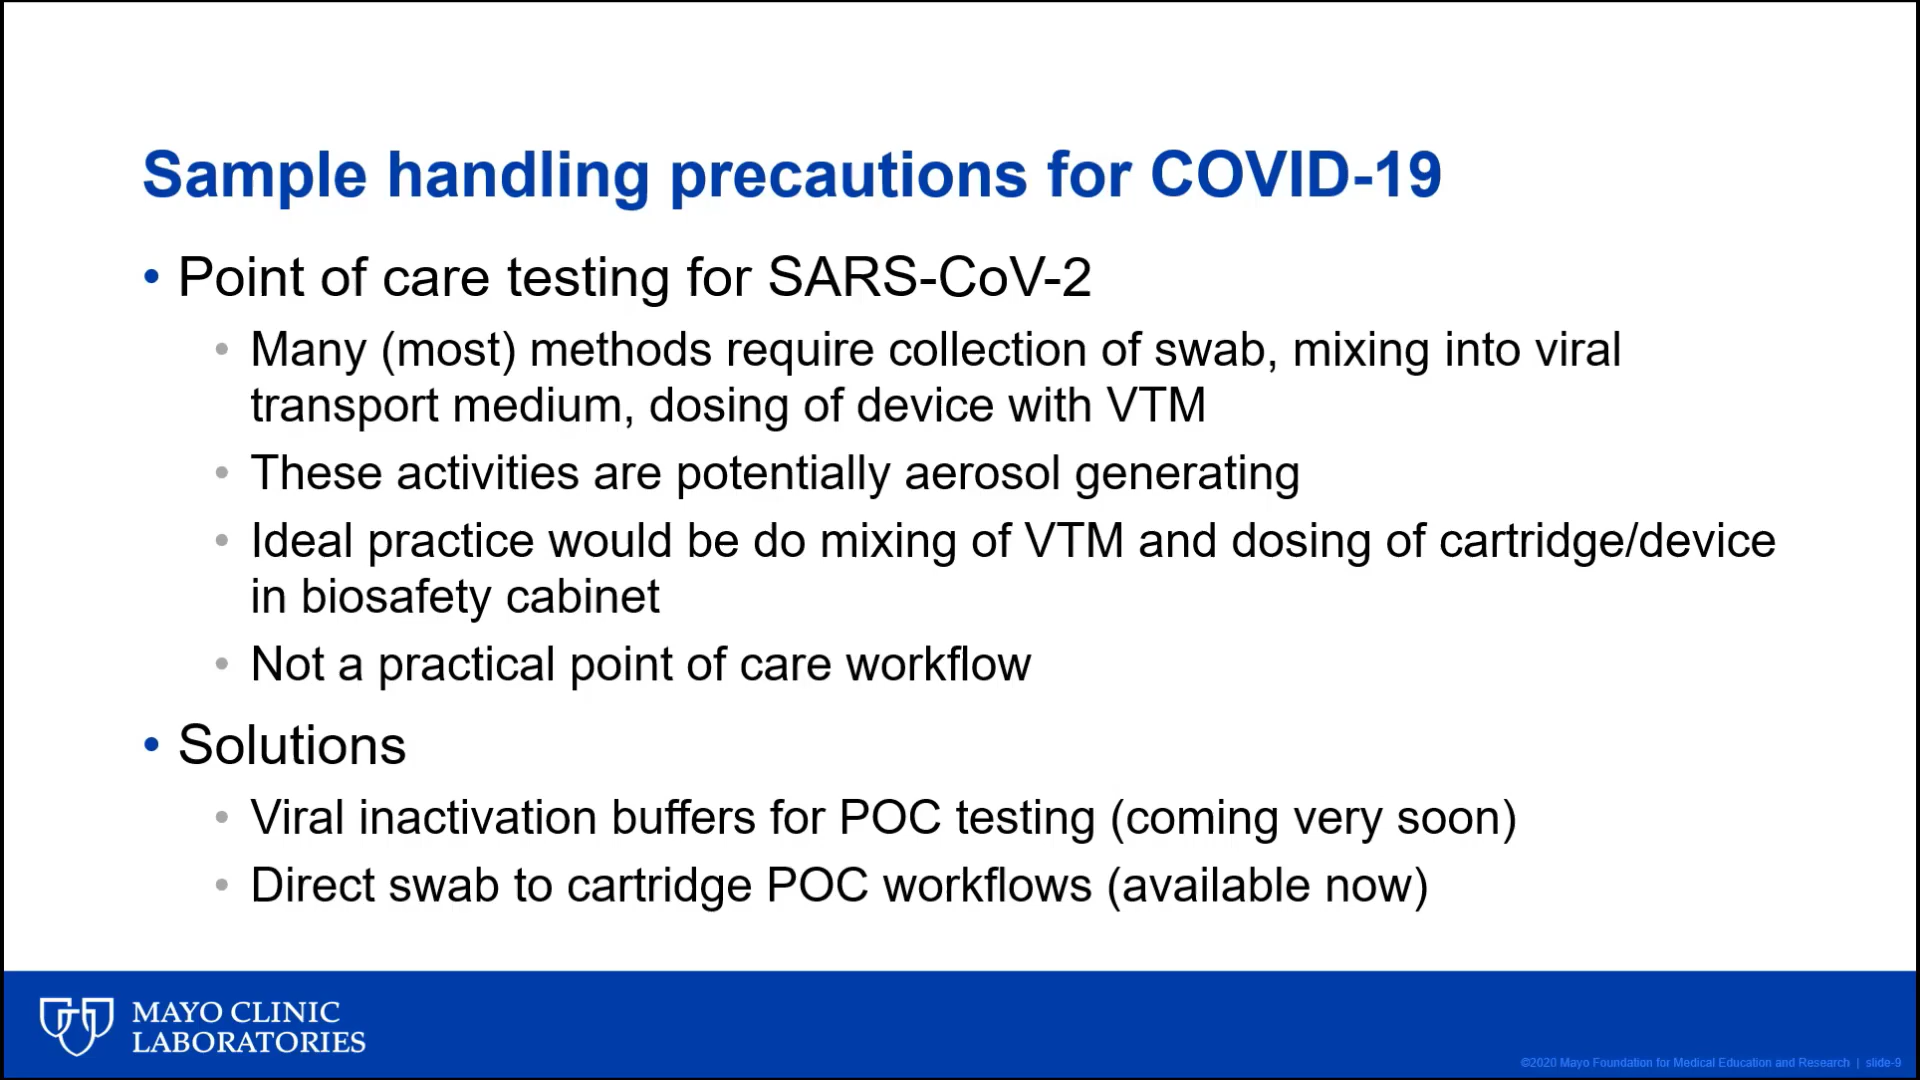 Sample handling precautions for COVID-19
• Point of care testing for SARS-CoV-2
• Many (most) methods require collection of swab, mixing into viral
transport medium, dosing of device with VTM
• These activities are potentially aerosol generating
• Ideal practice would be do mixing of VTM and dosing of cartridge/device
in biosafety cabinet
• Not a practical point of care workflow
• Solutions
• Viral inactivation buffers for POC testing (coming very soon)
• Direct swab to cartridge POC workflows (available now)
MAYO CLINIC
LABORATORIES
©2020 Mayo Foundation for Medical Education and Research | slide-9